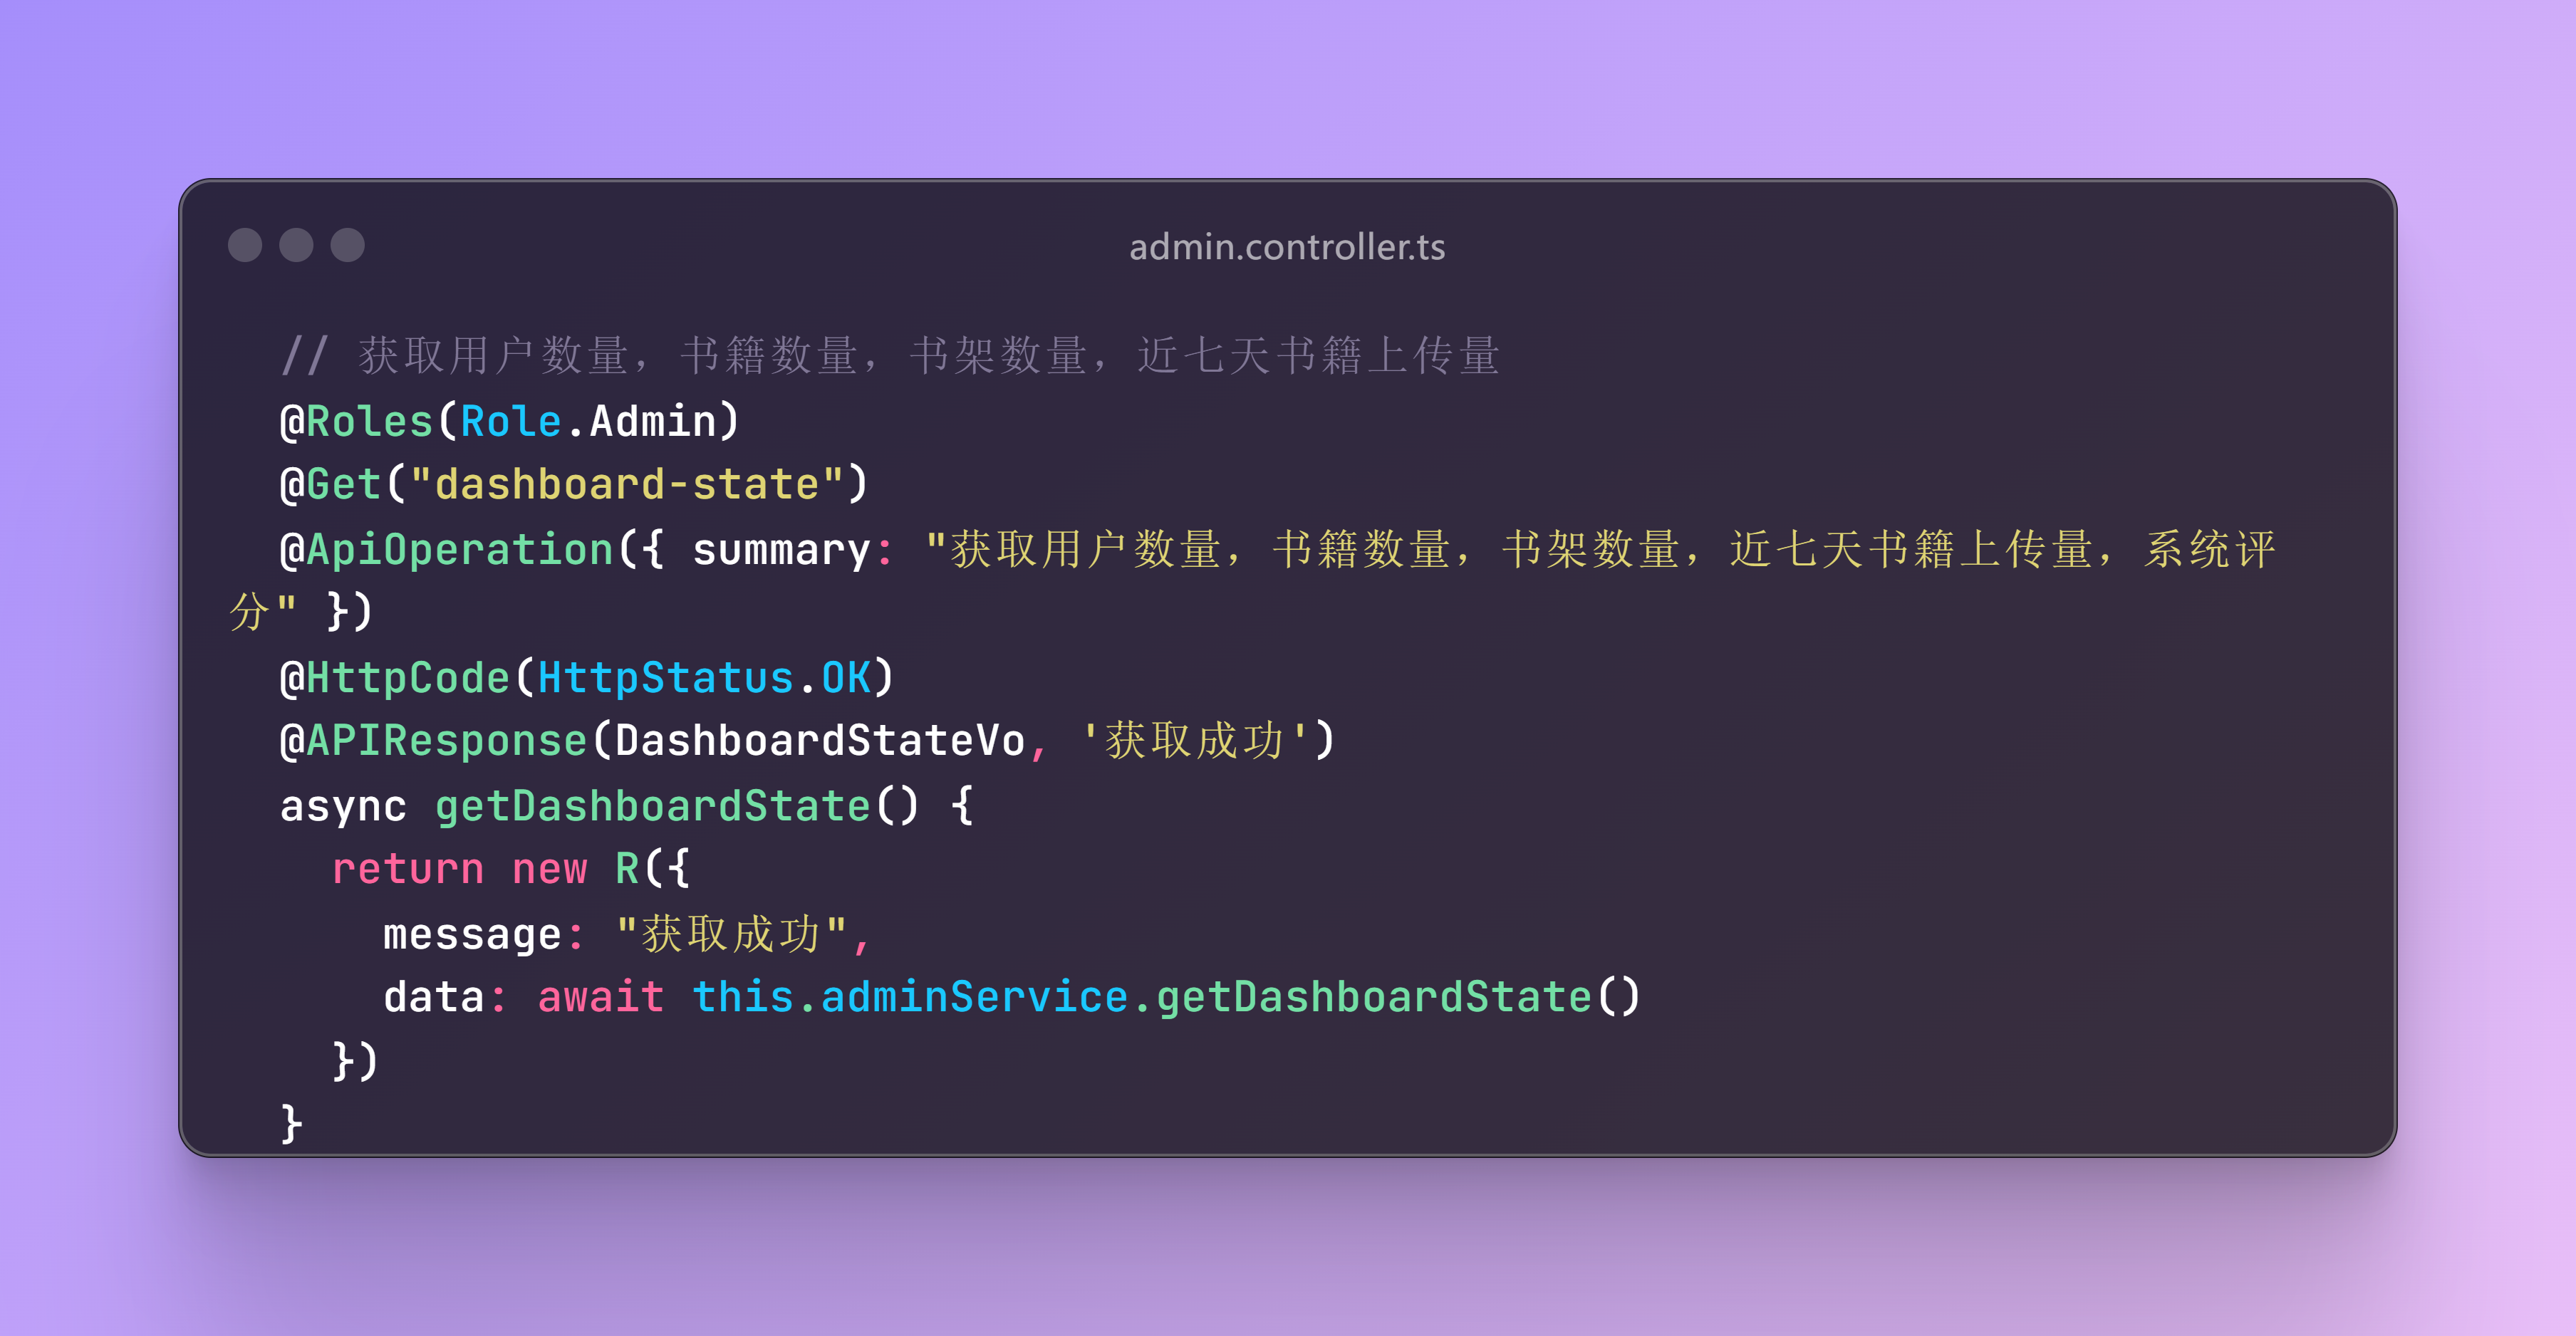 admin.controller.ts
// 获取用户数量，书籍数量，书架数量，近七天书籍上传量
@Roles(Role.Admin)
@Get("dashboard-state")
@ApiOperation({ summary: "获取用户数量，书籍数量，书架数量，近七天书籍上传量，系统评
分" })
@HttpCode(HttpStatus.OK)
@APIResponse(DashboardStateVo, '获取成功')
async getDashboardState() {
return new R({
message: "获取成功",
data: await this.adminService.getDashboardState()
})
}